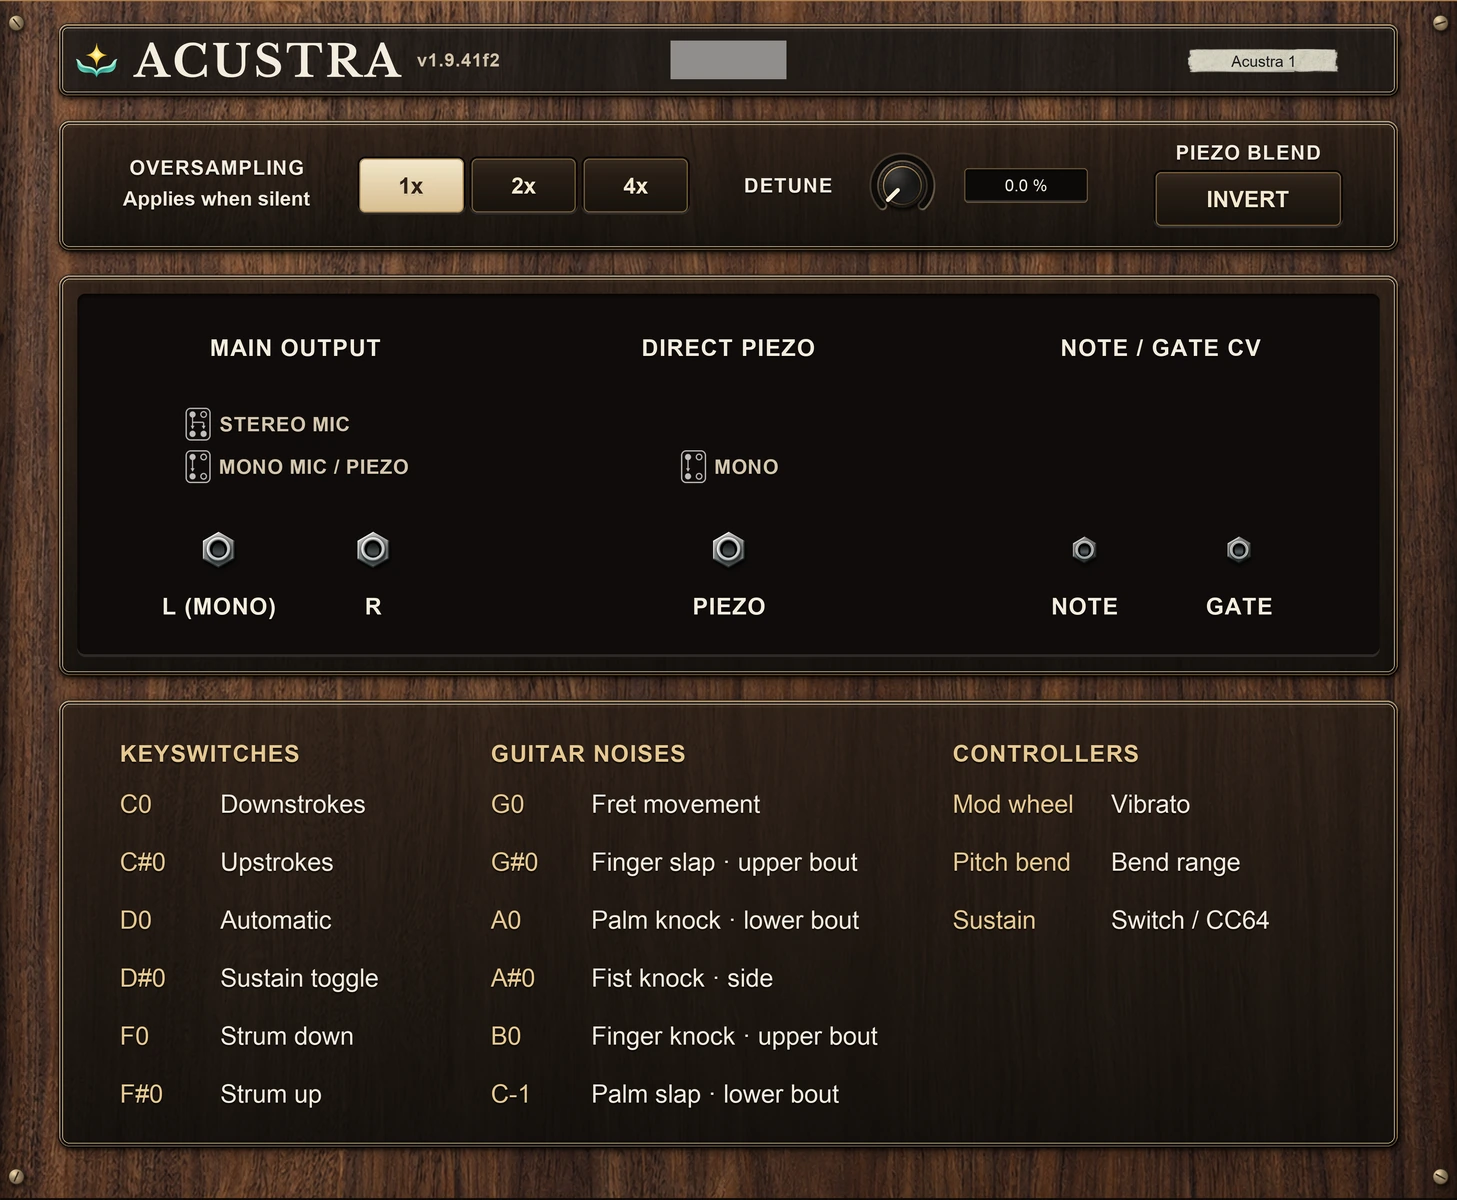 ACUSTRA v1.9.41f2
Acustra 1
OVERSAMPLING
Applies when silent
1x 2x 4x
DETUNE
0.0 %
PIEZO BLEND
INVERT
MAIN OUTPUT
STEREO MIC
MONO MIC / PIEZO
L (MONO) R
DIRECT PIEZO
MONO
PIEZO
NOTE / GATE CV
NOTE GATE
KEYSWITCHES
C0 Downstrokes
C#0 Upstrokes
D0 Automatic
D#0 Sustain toggle
F0 Strum down
F#0 Strum up
GUITAR NOISES
G0 Fret movement
G#0 Finger slap · upper bout
A0 Palm knock · lower bout
A#0 Fist knock · side
B0 Finger knock · upper bout
C-1 Palm slap · lower bout
CONTROLLERS
Mod wheel Vibrato
Pitch bend Bend range
Sustain Switch / CC64